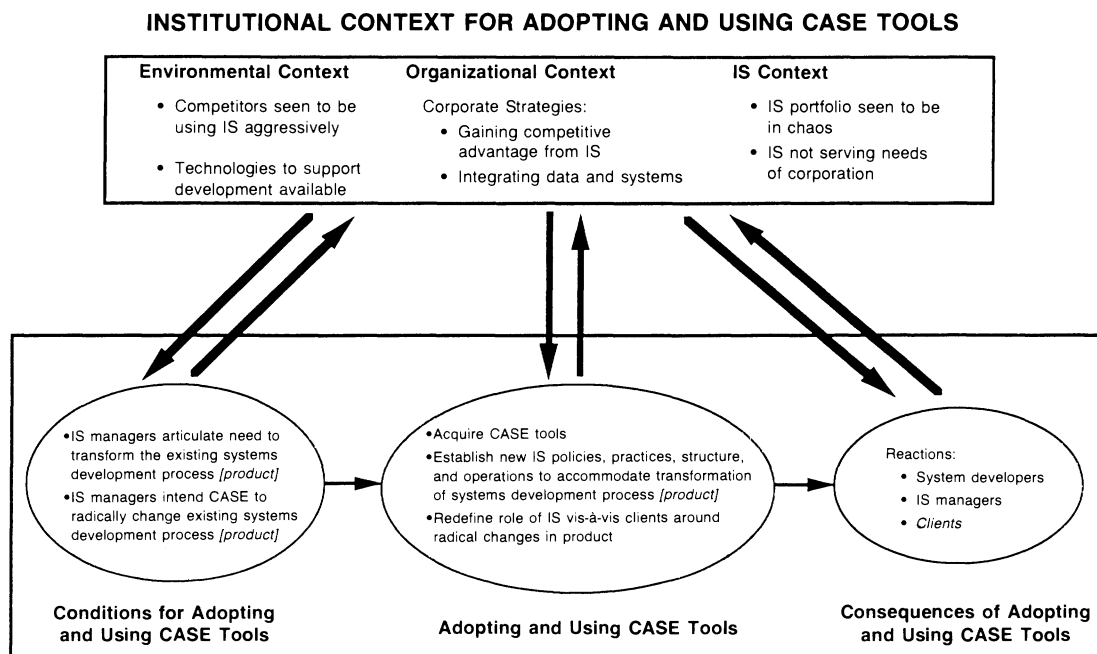 INSTITUTIONAL CONTEXT FOR ADOPTING AND USING CASE TOOLS
Environmental Context
• Competitors seen to be
using IS aggressively
• Technologies to support
development available
Organizational Context
Corporate Strategies:
• Gaining competitive
advantage from IS
• Integrating data and systems
IS Context
• IS portfolio seen to be
in chaos
• IS not serving needs
of corporation
•IS managers articulate need to
transform the existing systems
development process [product]
•IS managers intend CASE to
radically change existing systems
development process [product]
Conditions for Adopting
and Using CASE Tools
•Acquire CASE tools
•Establish new IS policies, practices, structure,
and operations to accommodate transformation
of systems development process [product]
•Redefine role of IS vis-à-vis clients around
radical changes in product
Adopting and Using CASE Tools
Reactions:
• System developers
• IS managers
• Clients
Consequences of Adopting
and Using CASE Tools